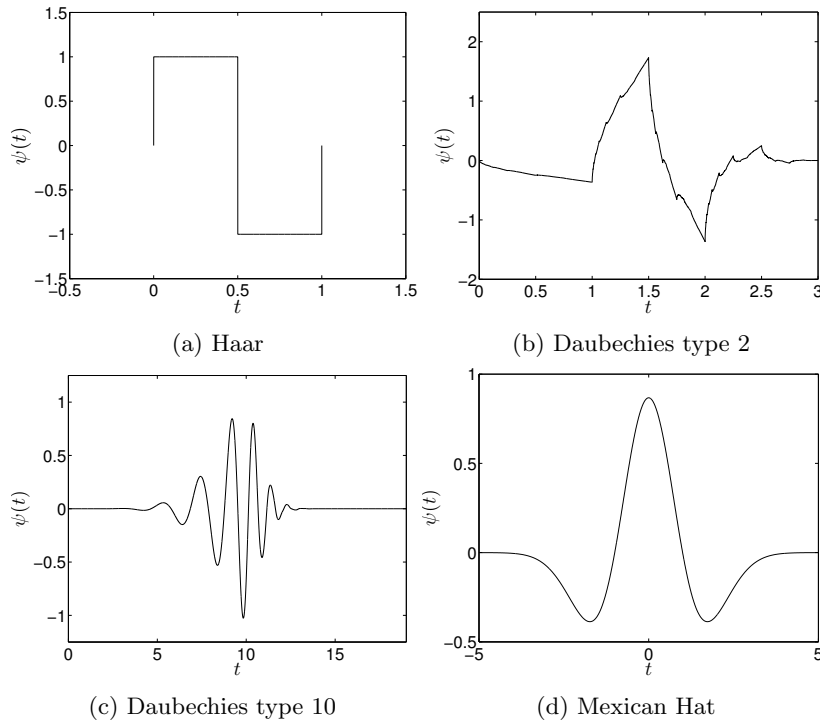 1.5
1
0.5
0
−0.5
−1
−1.5
−0.5 0 0.5 1 1.5
ψ(t)
t
(a) Haar
2
1
0
−1
−2
0 0.5 1 1.5 2 2.5 3
ψ(t)
t
(b) Daubechies type 2
1
0.5
0
−0.5
−1
0 5 10 15
ψ(t)
t
(c) Daubechies type 10
1
0.5
0
−0.5
−5 0 5
ψ(t)
t
(d) Mexican Hat